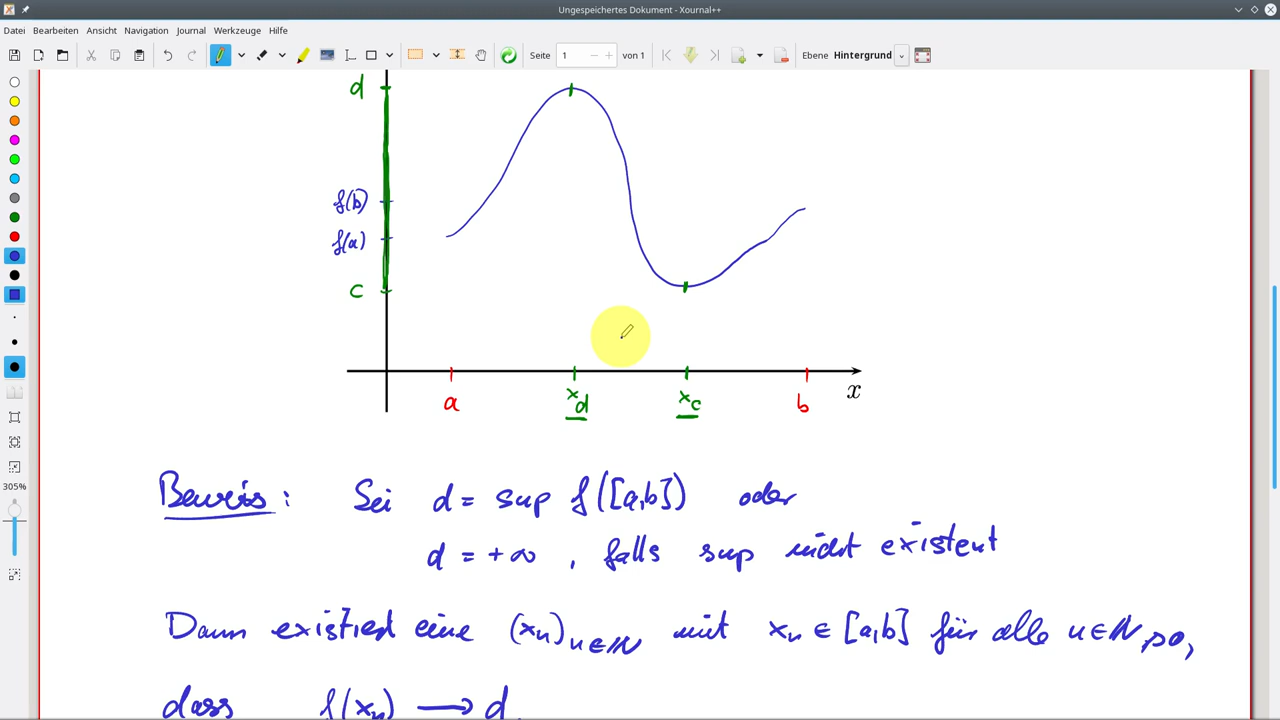 Ungespeichertes Dokument - Xournal++
Datei Bearbeiten Ansicht Navigation Journal Werkzeuge Hilfe
Seite 1 von 1 Ebene Hintergrund
305%
d
f(b)
f(a)
c
a x_d x_c b x
Beweis: Sei d = sup f([a,b]) oder
d = +∞, falls sup nicht existent
Dann existiert eine (x_n)_{n∈ℕ} mit x_n ∈ [a,b] für alle n∈ℕ, so,
dass f(x_n) → d.